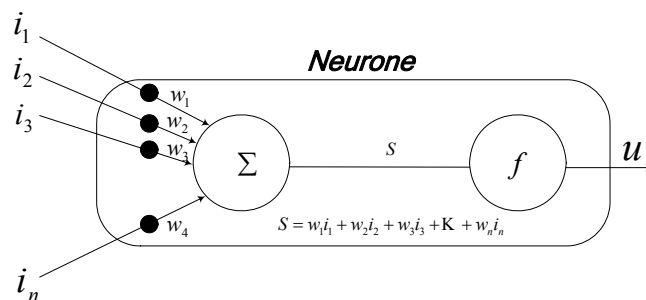 i₁
Neurone
i₂
w₁
i₃
w₂
w₃
Σ
S
f
u
w₄
S = w₁i₁ + w₂i₂ + w₃i₃ + K + wₙiₙ
iₙ